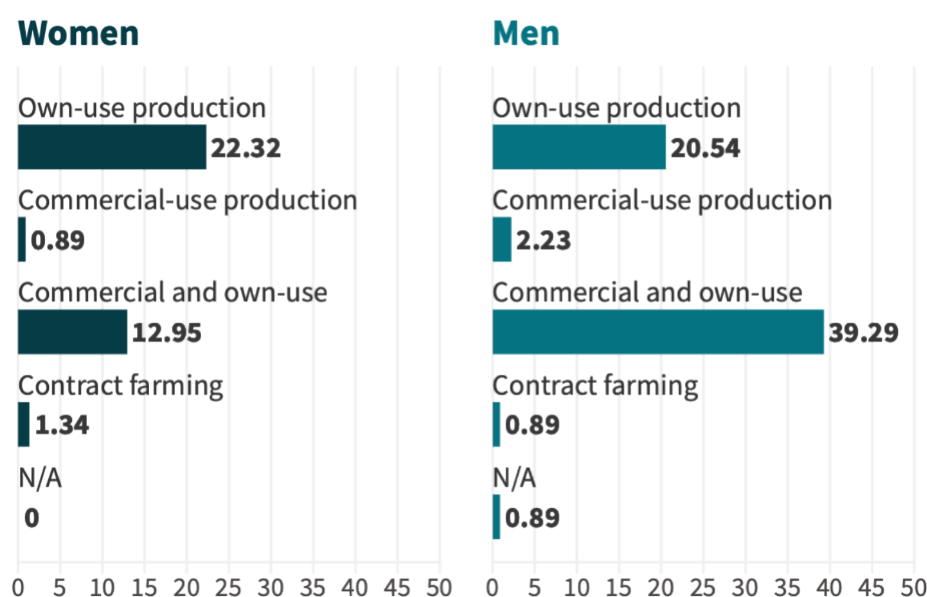 Women
Own-use production
22.32
Commercial-use production
0.89
Commercial and own-use
12.95
Contract farming
1.34
N/A
0
0 5 10 15 20 25 30 35 40 45 50
Men
Own-use production
20.54
Commercial-use production
2.23
Commercial and own-use
39.29
Contract farming
0.89
N/A
0.89
0 5 10 15 20 25 30 35 40 45 50